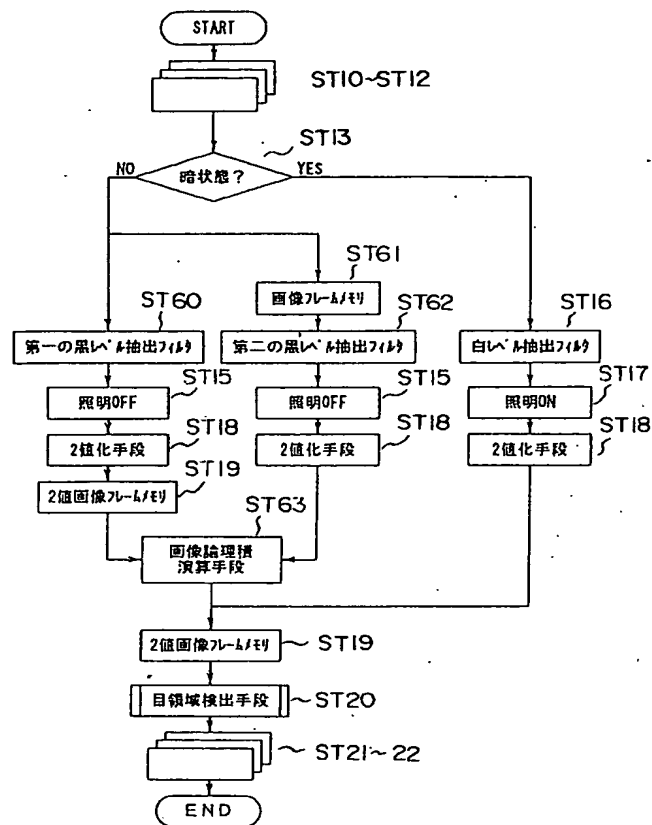 START
ST10~ST12
ST13
NO
暗状態?
YES
ST61
画像フレームメモリ
ST60
ST62
ST16
第一の黒レベル抽出フィルタ
第二の黒レベル抽出フィルタ
白レベル抽出フィルタ
ST15
ST15
ST17
照明OFF
照明OFF
照明ON
ST18
ST18
ST18
2値化手段
2値化手段
2値化手段
ST19
2値画像フレームメモリ
ST63
画像論理積
演算手段
2値画像フレームメモリ
ST19
目領域検出手段
ST20
ST21~22
END